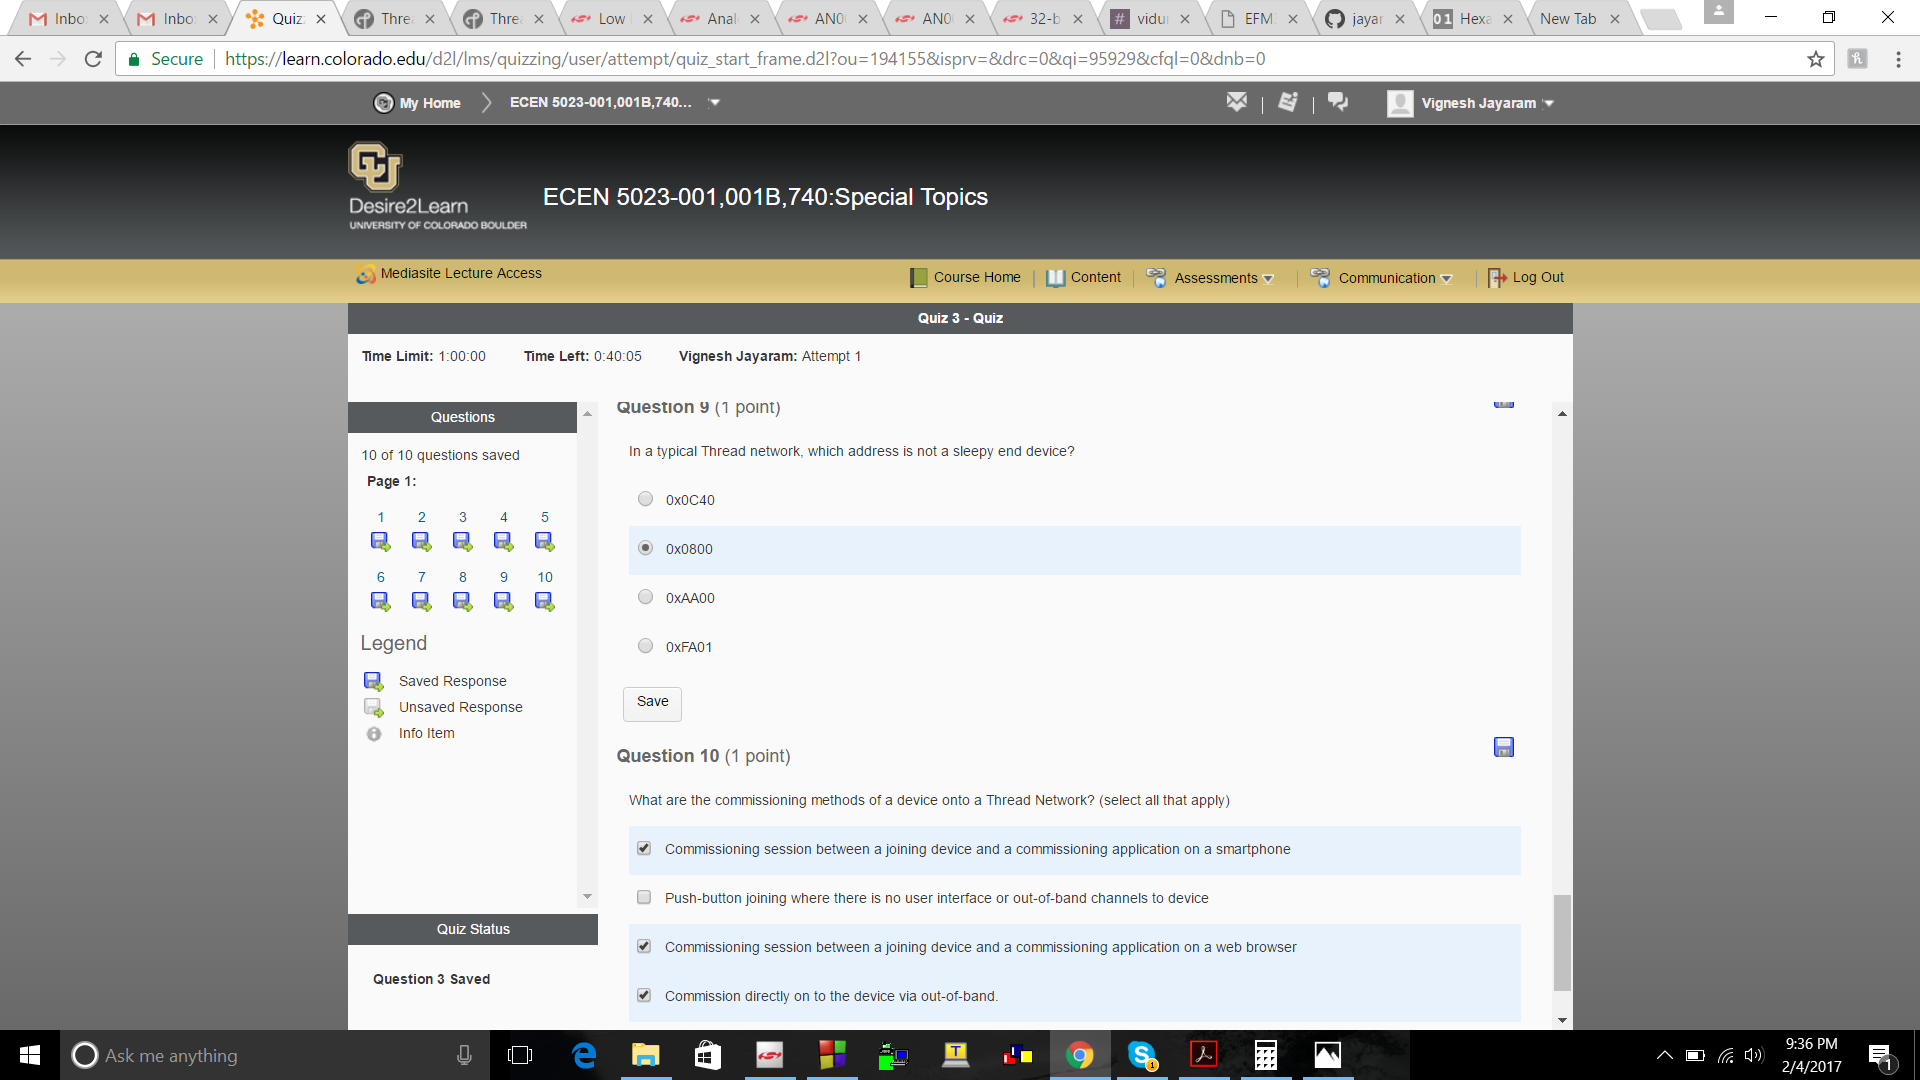 Inbo
Inbo
Quiz
Thre
Thre
Low
Anal
AN0
AN0
32-b
vidu
EFM
jayar
Hexa
New Tab
Secure
https://learn.colorado.edu/d2l/lms/quizzing/user/attempt/quiz_start_frame.d2l?ou=194155&isprv=&drc=0&qi=95929&cfql=0&dnb=0
My Home
ECEN 5023-001,001B,740...
Vignesh Jayaram
Desire2Learn
UNIVERSITY OF COLORADO BOULDER
ECEN 5023-001,001B,740:Special Topics
Mediasite Lecture Access
Course Home
Content
Assessments
Communication
Log Out
Quiz 3 - Quiz
Time Limit: 1:00:00 Time Left: 0:40:05 Vignesh Jayaram: Attempt 1
Questions
10 of 10 questions saved
Page 1:
1 2 3 4 5
6 7 8 9 10
Legend
Saved Response
Unsaved Response
Info Item
Quiz Status
Question 3 Saved
Question 9 (1 point)
In a typical Thread network, which address is not a sleepy end device?
0x0C40
0x0800
0xAA00
0xFA01
Save
Question 10 (1 point)
What are the commissioning methods of a device onto a Thread Network? (select all that apply)
Commissioning session between a joining device and a commissioning application on a smartphone
Push-button joining where there is no user interface or out-of-band channels to device
Commissioning session between a joining device and a commissioning application on a web browser
Commission directly on to the device via out-of-band.
Ask me anything
9:36 PM
2/4/2017
1